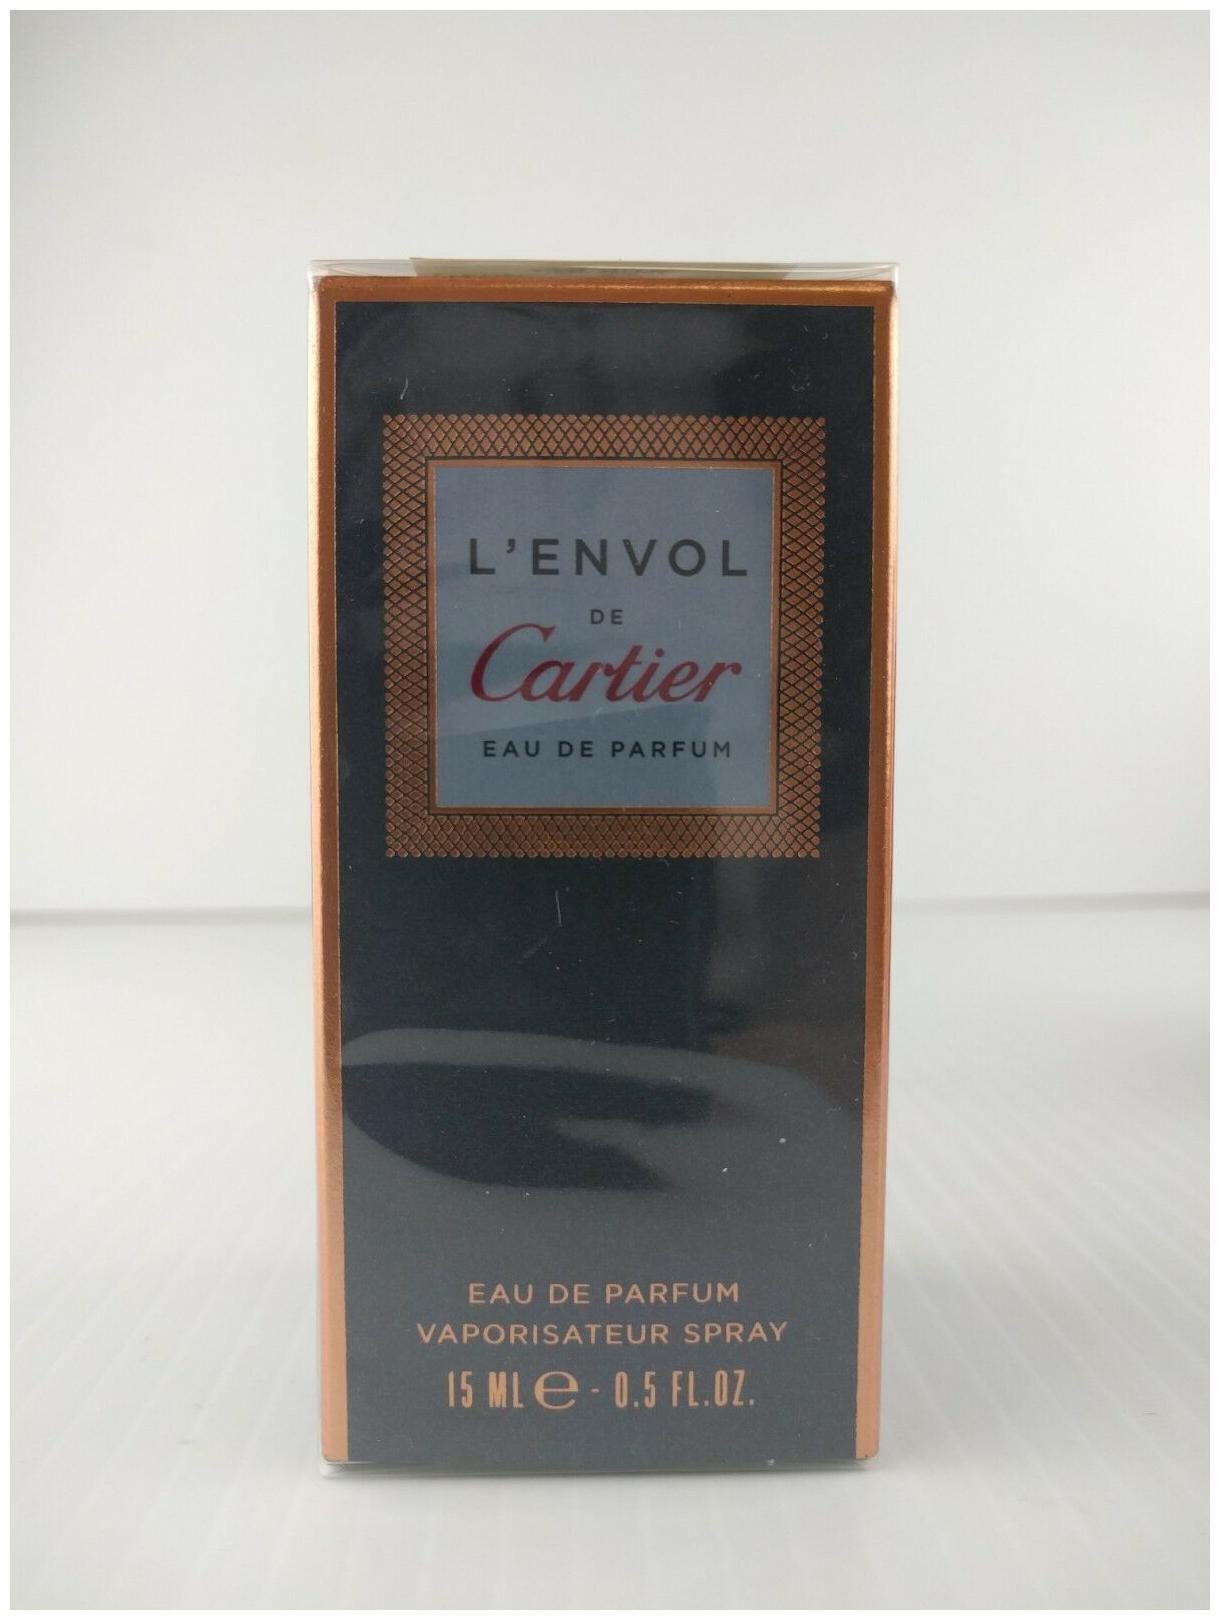 L'ENVOL
DE
Cartier
EAU DE PARFUM
EAU DE PARFUM
VAPORISATEUR SPRAY
15 ML ℮ - 0.5 FL.OZ.